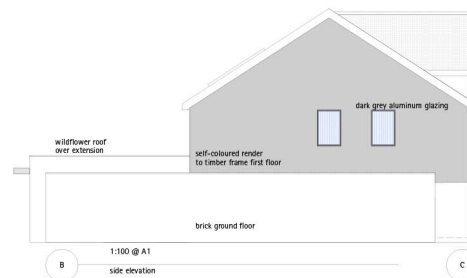 dark grey aluminum glazing
wildflower roof
over extension
self-coloured render
to timber frame first floor
brick ground floor
1:100 @ A1
B
side elevation
C